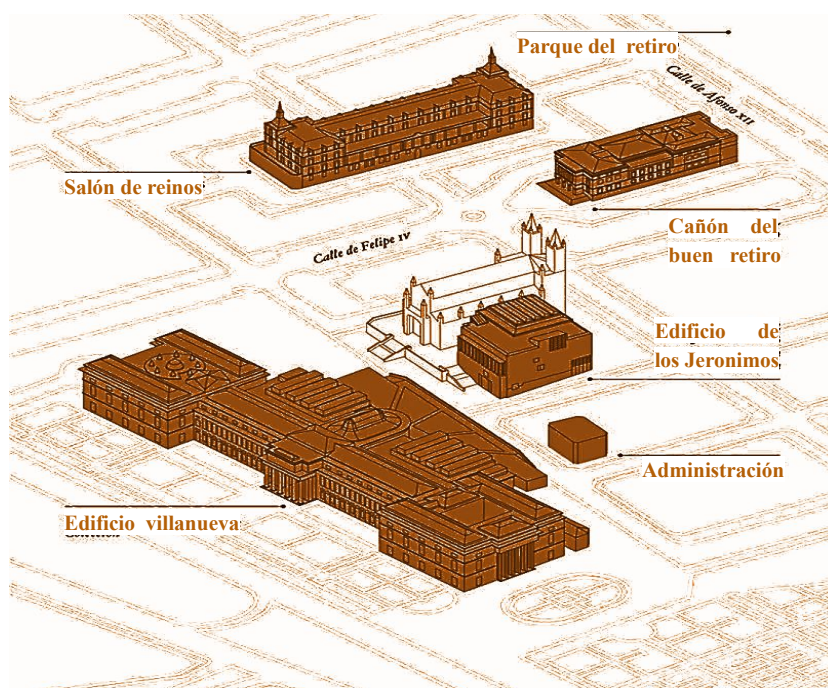 Parque del retiro
Calle de Afonso XII
Salón de reinos
Cañón del
buen retiro
Calle de Felipe IV
Edificio de
los Jeronimos
Administración
Edificio villanueva